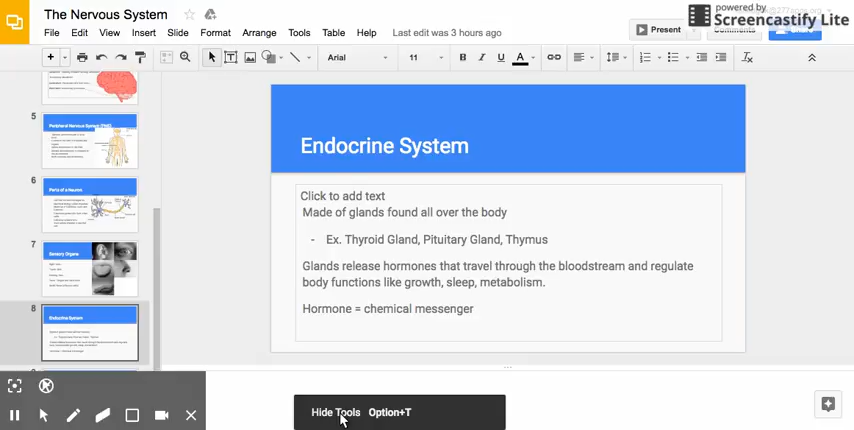 The Nervous System
powered by
Screencastify Lite
File Edit View Insert Slide Format Arrange Tools Table Help Last edit was 3 hours ago
Present
Comments
Share
Arial 11 B I U A
5 Peripheral Nervous System (PNS)
6 Parts of a Neuron
7 Sensory Organs
8 Endocrine System
Endocrine System
Click to add text
Made of glands found all over the body
- Ex. Thyroid Gland, Pituitary Gland, Thymus
Glands release hormones that travel through the bloodstream and regulate
body functions like growth, sleep, metabolism.
Hormone = chemical messenger
Hide Tools Option+T